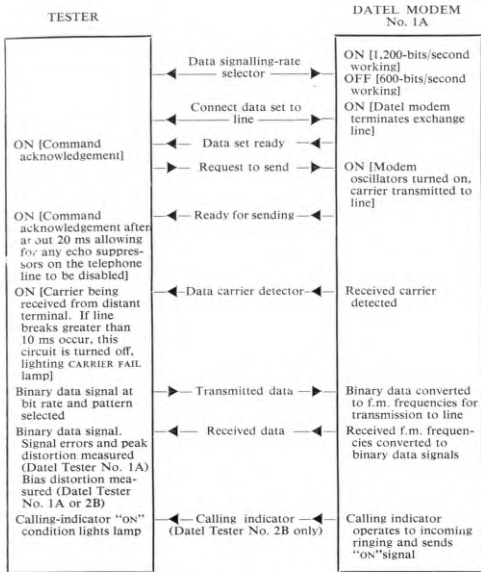 TESTER
DATEL MODEM
No. 1A
Data signalling-rate
selector
ON [1,200-bits/second
working]
OFF [600-bits/second
working]
Connect data set to
line
ON [Datel modem
terminates exchange
line]
ON [Command
acknowledgement]
Data set ready
Request to send
ON [Modem
oscillators turned on,
carrier transmitted to
line]
ON [Command
acknowledgement after
about 20 ms allowing
for any echo suppres-
sors on the telephone
line to be disabled]
Ready for sending
ON [Carrier being
received from distant
terminal. If line
breaks greater than
10 ms occur, this
circuit is turned off,
lighting CARRIER FAIL
lamp]
Data carrier detector
Received carrier
detected
Binary data signal at
bit rate and pattern
selected
Transmitted data
Binary data converted
to f.m. frequencies for
transmission to line
Binary data signal.
Signal errors and peak
distortion measured
(Datel Tester No. 1A)
Bias distortion mea-
sured (Datel Tester
No. 1A or 2B)
Received data
Received f.m. frequen-
cies converted to
binary data signals
Calling-indicator "ON"
condition lights lamp
Calling indicator
(Datel Tester No. 2B only)
Calling indicator
operates to incoming
ringing and sends
"ON" signal